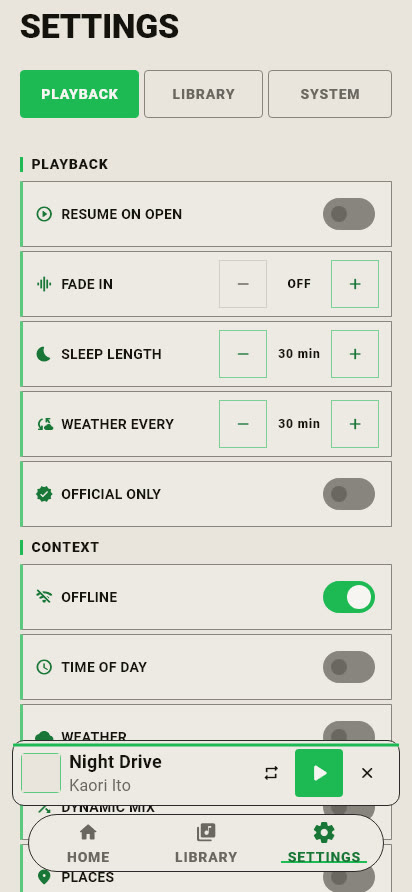 SETTINGS
PLAYBACK LIBRARY SYSTEM
PLAYBACK
RESUME ON OPEN
FADE IN − OFF +
SLEEP LENGTH − 30 min +
WEATHER EVERY − 30 min +
OFFICIAL ONLY
CONTEXT
OFFLINE
TIME OF DAY
WEATHER
Night Drive
Kaori Ito
DYNAMIC MIX
HOME LIBRARY SETTINGS
PLACES